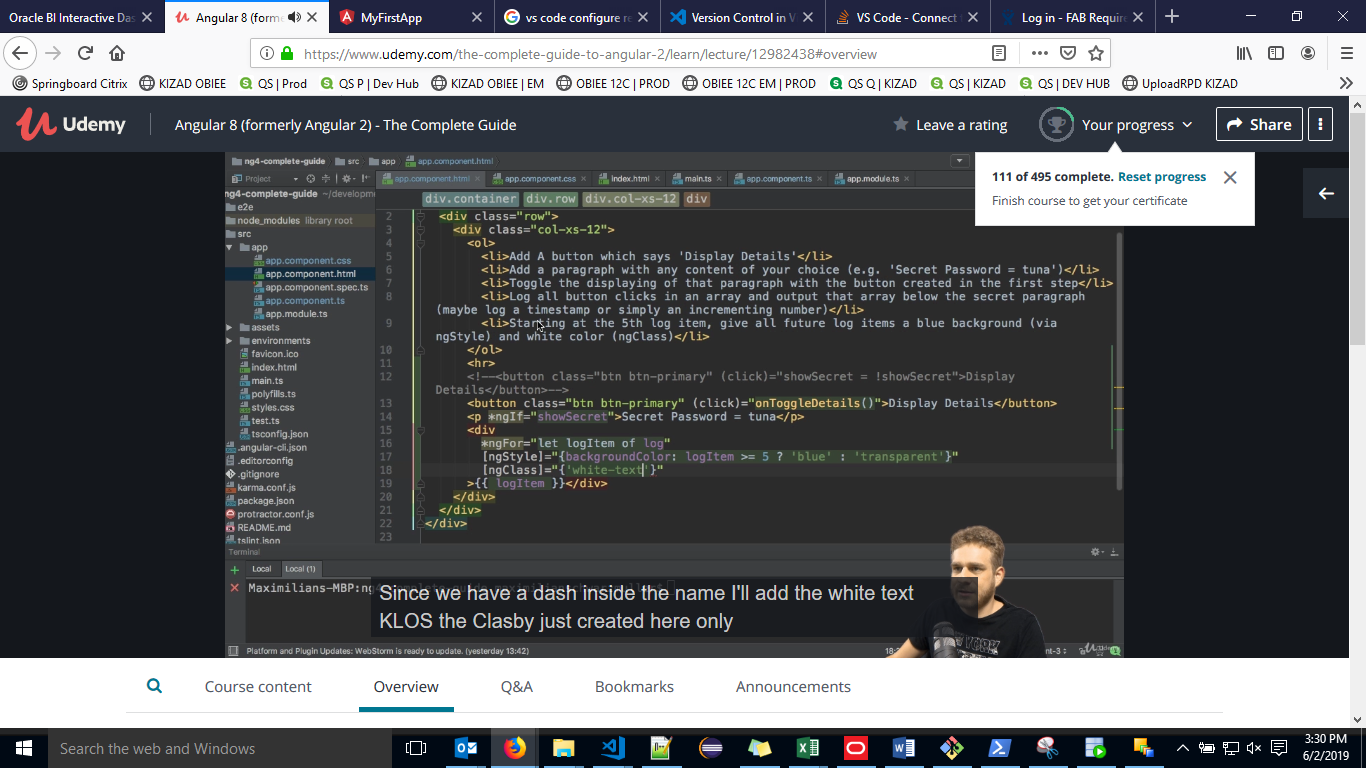 Oracle BI Interactive Das
Angular 8 (forme
MyFirstApp
vs code configure re
Version Control in V
VS Code - Connect
Log in - FAB Require
https://www.udemy.com/the-complete-guide-to-angular-2/learn/lecture/12982438#overview
Springboard Citrix
KIZAD OBIEE
QS | Prod
QS P | Dev Hub
KIZAD OBIEE | EM
OBIEE 12C | PROD
OBIEE 12C EM | PROD
QS Q | KIZAD
QS | KIZAD
QS | DEV HUB
UploadRPD KIZAD
Udemy
Angular 8 (formerly Angular 2) - The Complete Guide
Leave a rating
Your progress
Share
111 of 495 complete. Reset progress
Finish course to get your certificate
ng4-complete-guide src app app.component.html
Project
app.component.html app.component.css index.html main.ts app.component.ts app.module.ts
ng4-complete-guide ~/developm
e2e
node_modules library root
src
app
app.component.css
app.component.html
app.component.spec.ts
app.component.ts
app.module.ts
assets
environments
favicon.ico
index.html
main.ts
polyfills.ts
styles.css
test.ts
tsconfig.json
.angular-cli.json
.editorconfig
.gitignore
karma.conf.js
package.json
protractor.conf.js
README.md
tslint.json
div.container div.row div.col-xs-12 div
2 <div class="row">
3 <div class="col-xs-12">
4 <ol>
5 <li>Add A button which says 'Display Details'</li>
6 <li>Add a paragraph with any content of your choice (e.g. 'Secret Password = tuna')</li>
7 <li>Toggle the displaying of that paragraph with the button created in the first step</li>
8 <li>Log all button clicks in an array and output that array below the secret paragraph
(maybe log a timestamp or simply an incrementing number)</li>
9 <li>Starting at the 5th log item, give all future log items a blue background (via
ngStyle) and white color (ngClass)</li>
10 </ol>
11 <hr>
12 <!--<button class="btn btn-primary" (click)="showSecret = !showSecret">Display
Details</button>-->
13 <button class="btn btn-primary" (click)="onToggleDetails()">Display Details</button>
14 <p *ngIf="showSecret">Secret Password = tuna</p>
15 <div
16 *ngFor="let logItem of log"
17 [ngStyle]="{backgroundColor: logItem >= 5 ? 'blue' : 'transparent'}"
18 [ngClass]="{'white-text'}"
19 >{{ logItem }}</div>
20 </div>
21 </div>
22 </div>
23
Terminal
Local Local (1)
Maximilians-MBP:ng4-complete-guide
Since we have a dash inside the name I'll add the white text
KLOS the Clasby just created here only
Platform and Plugin Updates: WebStorm is ready to update. (yesterday 13:42)
Course content
Overview
Q&A
Bookmarks
Announcements
Search the web and Windows
3:30 PM
6/2/2019